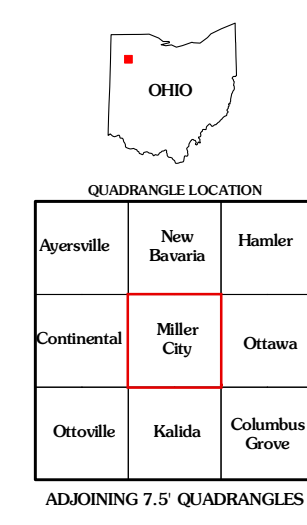 OHIO
QUADRANGLE LOCATION
Ayersville
New
Bavaria
Hamler
Continental
Miller
City
Ottawa
Ottoville
Kalida
Columbus
Grove
ADJOINING 7.5' QUADRANGLES